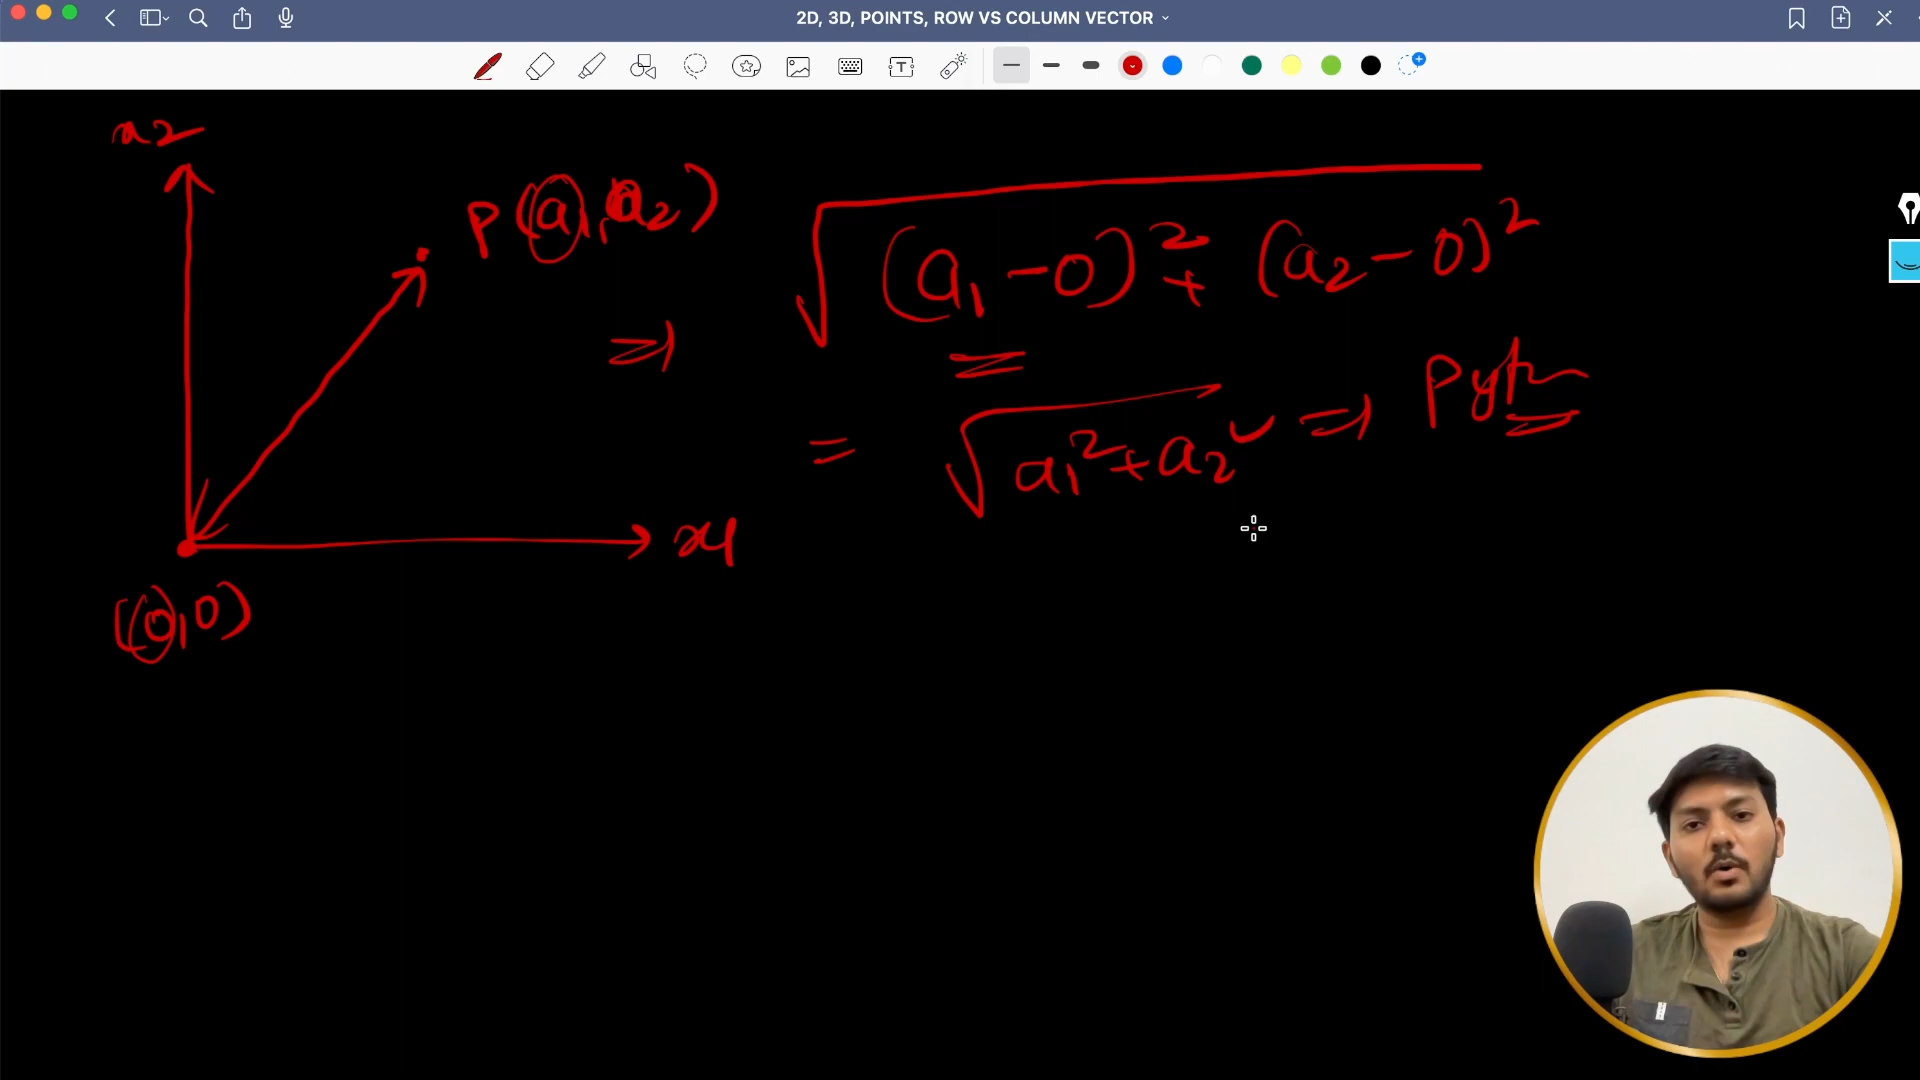 2D, 3D, POINTS, ROW VS COLUMN VECTOR
x2
P(a1, a2)
√(a1-0)² + (a2-0)²
⇒
= √a1²+a2² ⇒ Pyth
x1
(0,0)